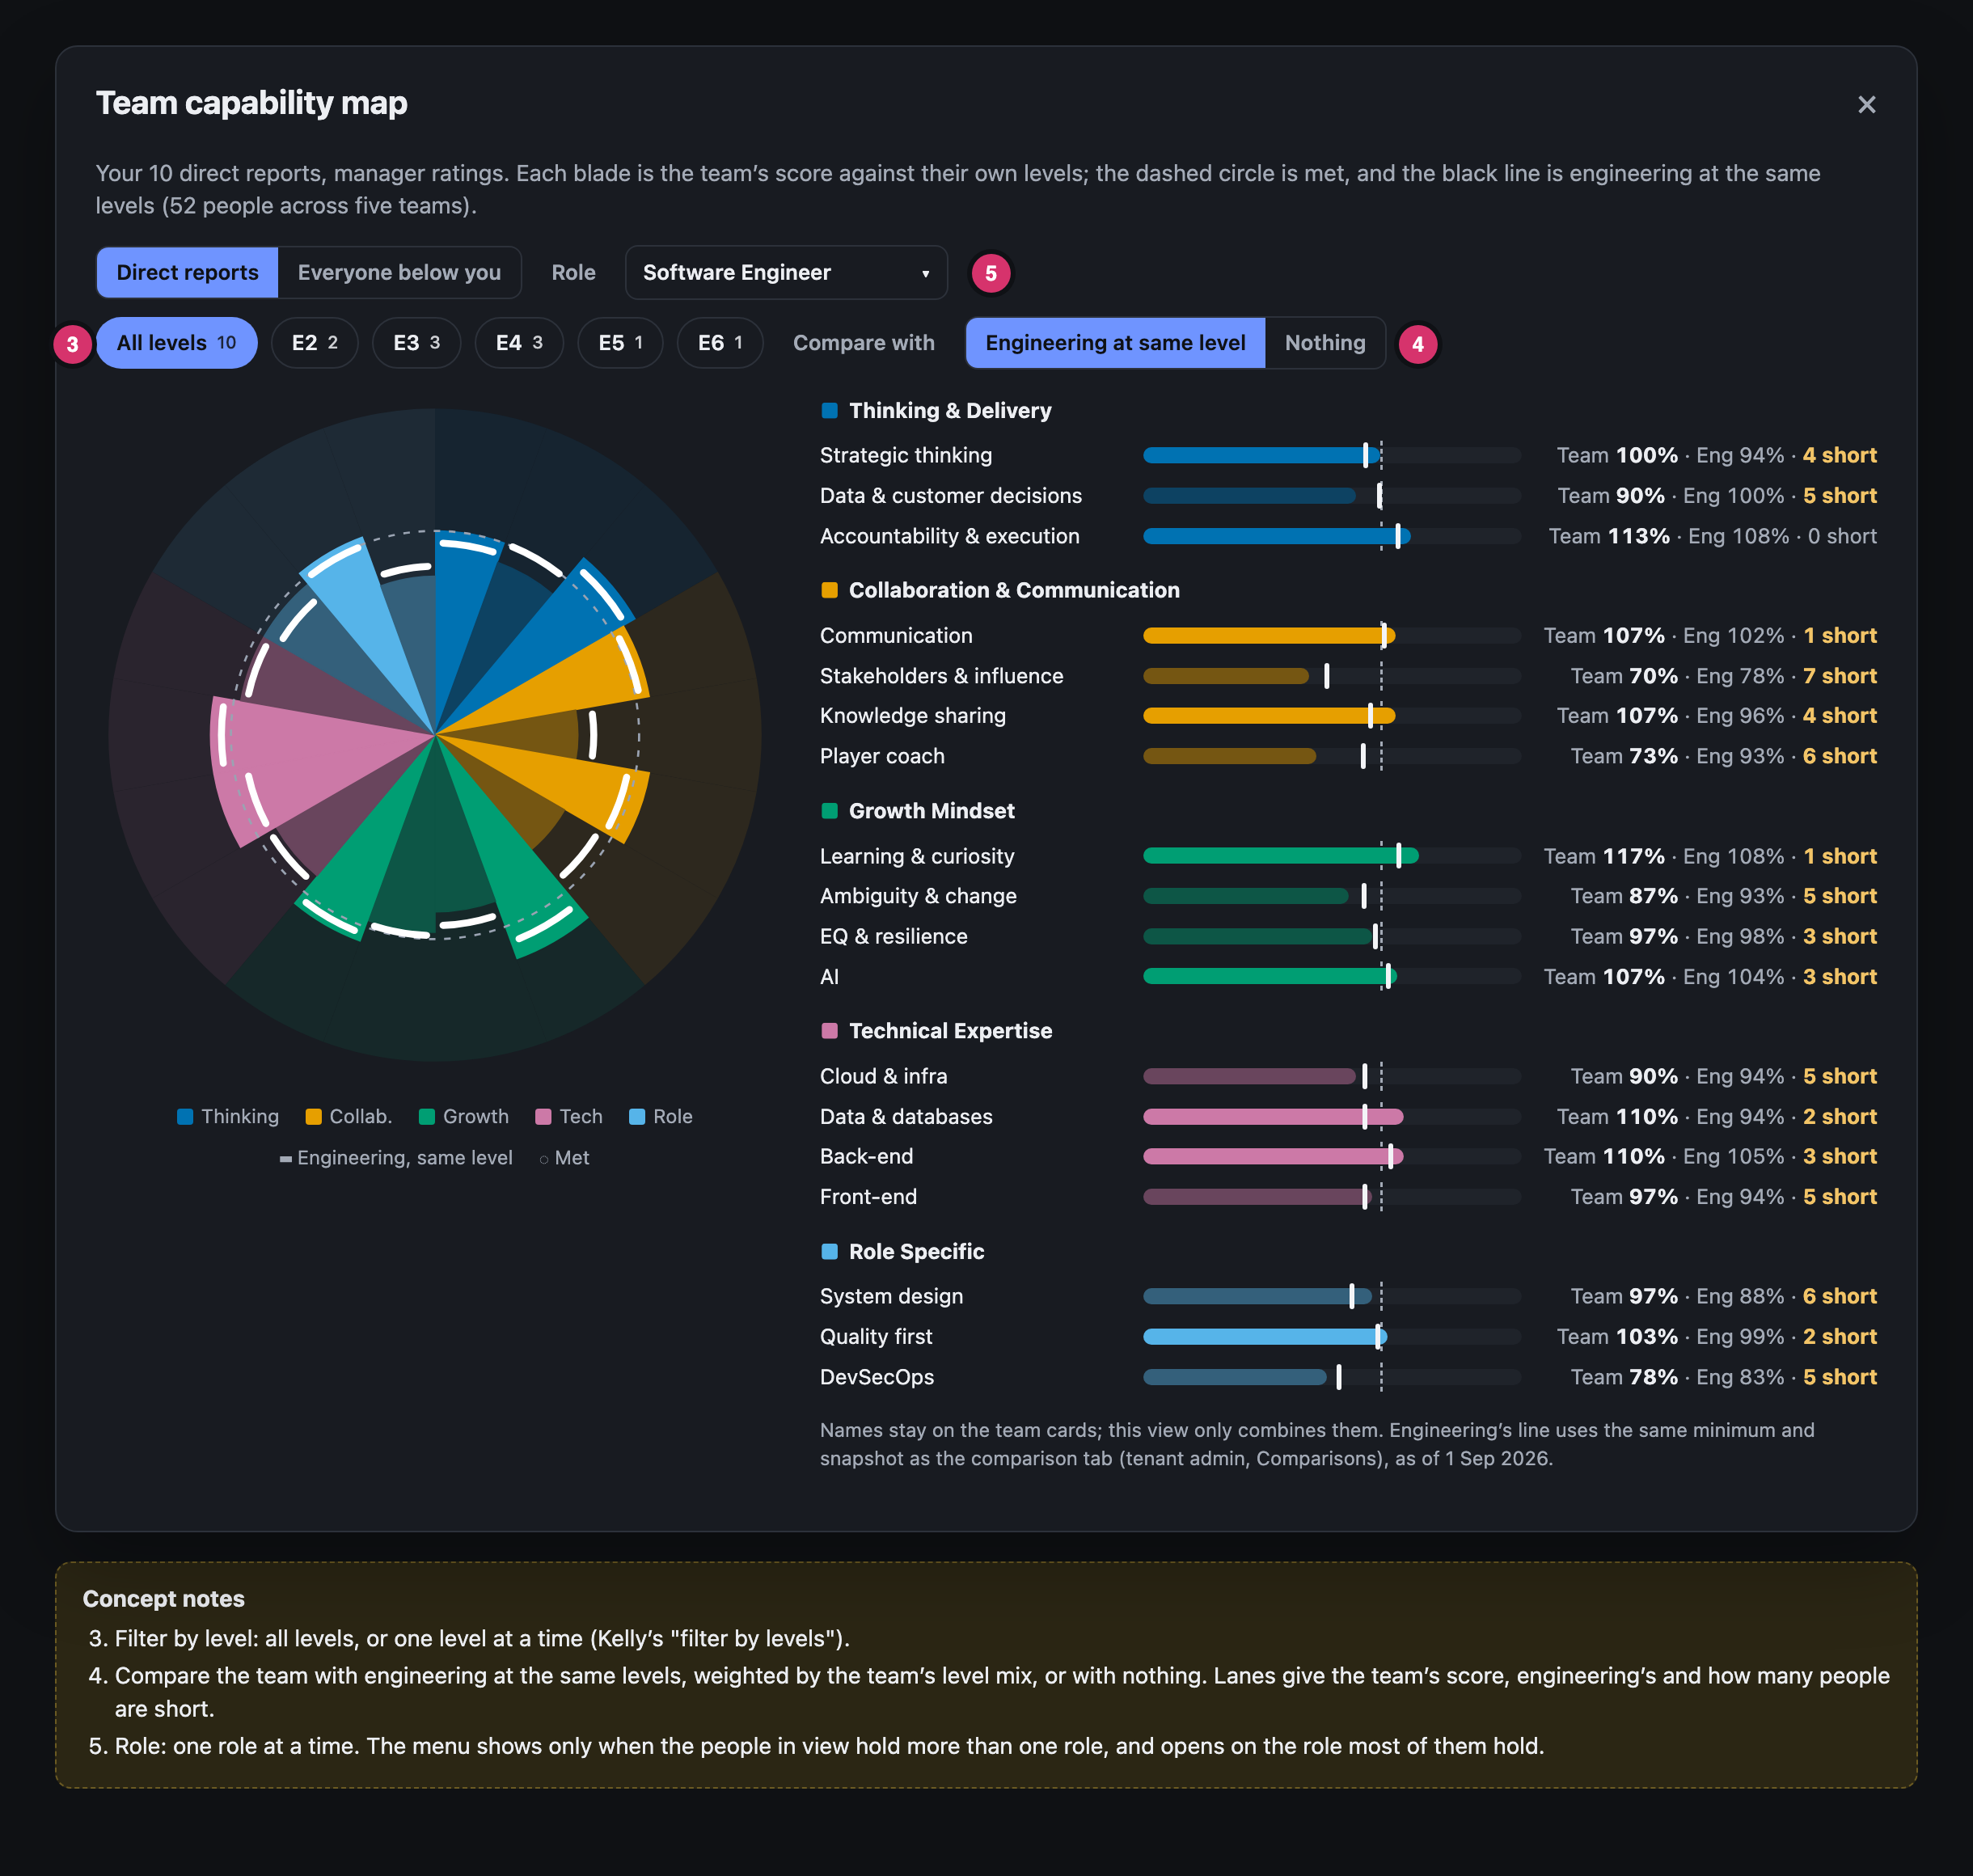 Team capability map
×
Your 10 direct reports, manager ratings. Each blade is the team’s score against their own levels; the dashed circle is met, and the black line is engineering at the same
levels (52 people across five teams).
Direct reports Everyone below you Role Software Engineer ▾ 5
3 All levels 10 E2 2 E3 3 E4 3 E5 1 E6 1 Compare with Engineering at same level Nothing 4
Thinking & Delivery
Strategic thinking Team 100% · Eng 94% · 4 short
Data & customer decisions Team 90% · Eng 100% · 5 short
Accountability & execution Team 113% · Eng 108% · 0 short
Collaboration & Communication
Communication Team 107% · Eng 102% · 1 short
Stakeholders & influence Team 70% · Eng 78% · 7 short
Knowledge sharing Team 107% · Eng 96% · 4 short
Player coach Team 73% · Eng 93% · 6 short
Growth Mindset
Learning & curiosity Team 117% · Eng 108% · 1 short
Ambiguity & change Team 87% · Eng 93% · 5 short
EQ & resilience Team 97% · Eng 98% · 3 short
AI Team 107% · Eng 104% · 3 short
Technical Expertise
Cloud & infra Team 90% · Eng 94% · 5 short
Data & databases Team 110% · Eng 94% · 2 short
Back-end Team 110% · Eng 105% · 3 short
Front-end Team 97% · Eng 94% · 5 short
Role Specific
System design Team 97% · Eng 88% · 6 short
Quality first Team 103% · Eng 99% · 2 short
DevSecOps Team 78% · Eng 83% · 5 short
Names stay on the team cards; this view only combines them. Engineering’s line uses the same minimum and
snapshot as the comparison tab (tenant admin, Comparisons), as of 1 Sep 2026.
Thinking Collab. Growth Tech Role
Engineering, same level Met
Concept notes
3. Filter by level: all levels, or one level at a time (Kelly’s "filter by levels").
4. Compare the team with engineering at the same levels, weighted by the team’s level mix, or with nothing. Lanes give the team’s score, engineering’s and how many people
are short.
5. Role: one role at a time. The menu shows only when the people in view hold more than one role, and opens on the role most of them hold.